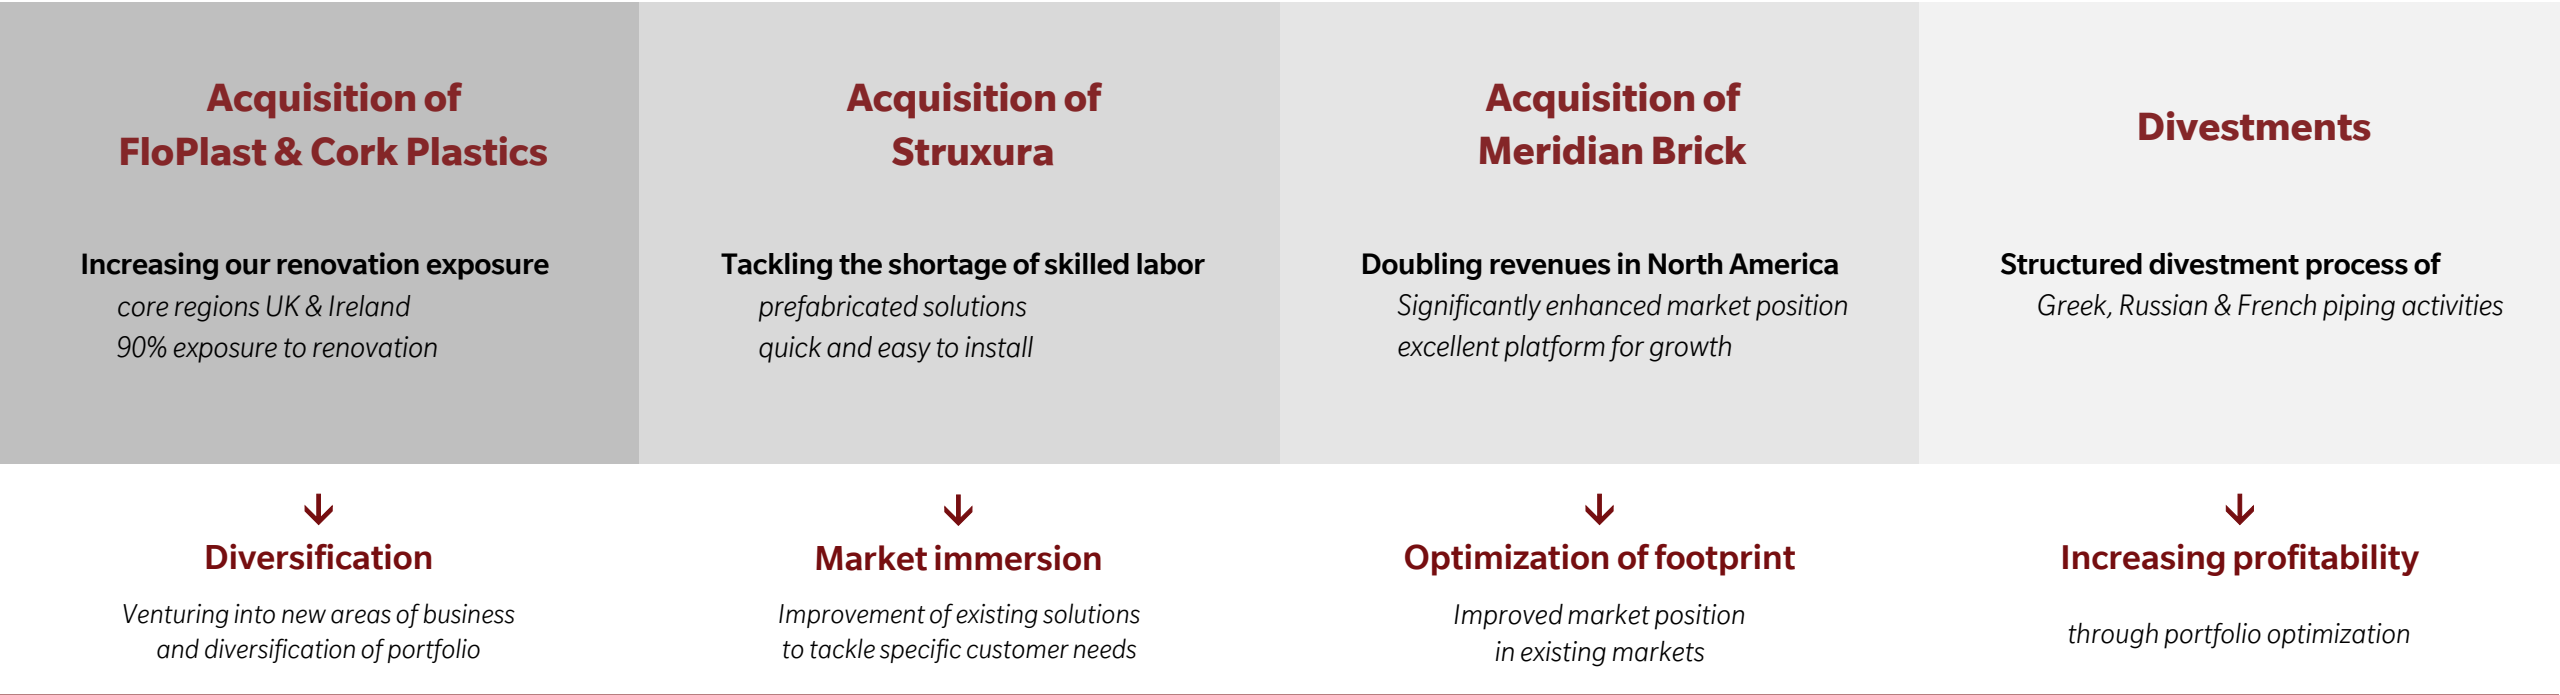 Acquisition of
FloPlast & Cork Plastics
Increasing our renovation exposure
core regions UK & Ireland
90% exposure to renovation
Diversification
Venturing into new areas of business
and diversification of portfolio
Acquisition of
Struxura
Tackling the shortage of skilled labor
prefabricated solutions
quick and easy to install
Market immersion
Improvement of existing solutions
to tackle specific customer needs
Acquisition of
Meridian Brick
Doubling revenues in North America
Significantly enhanced market position
excellent platform for growth
Optimization of footprint
Improved market position
in existing markets
Divestments
Structured divestment process of
Greek, Russian & French piping activities
Increasing profitability
through portfolio optimization